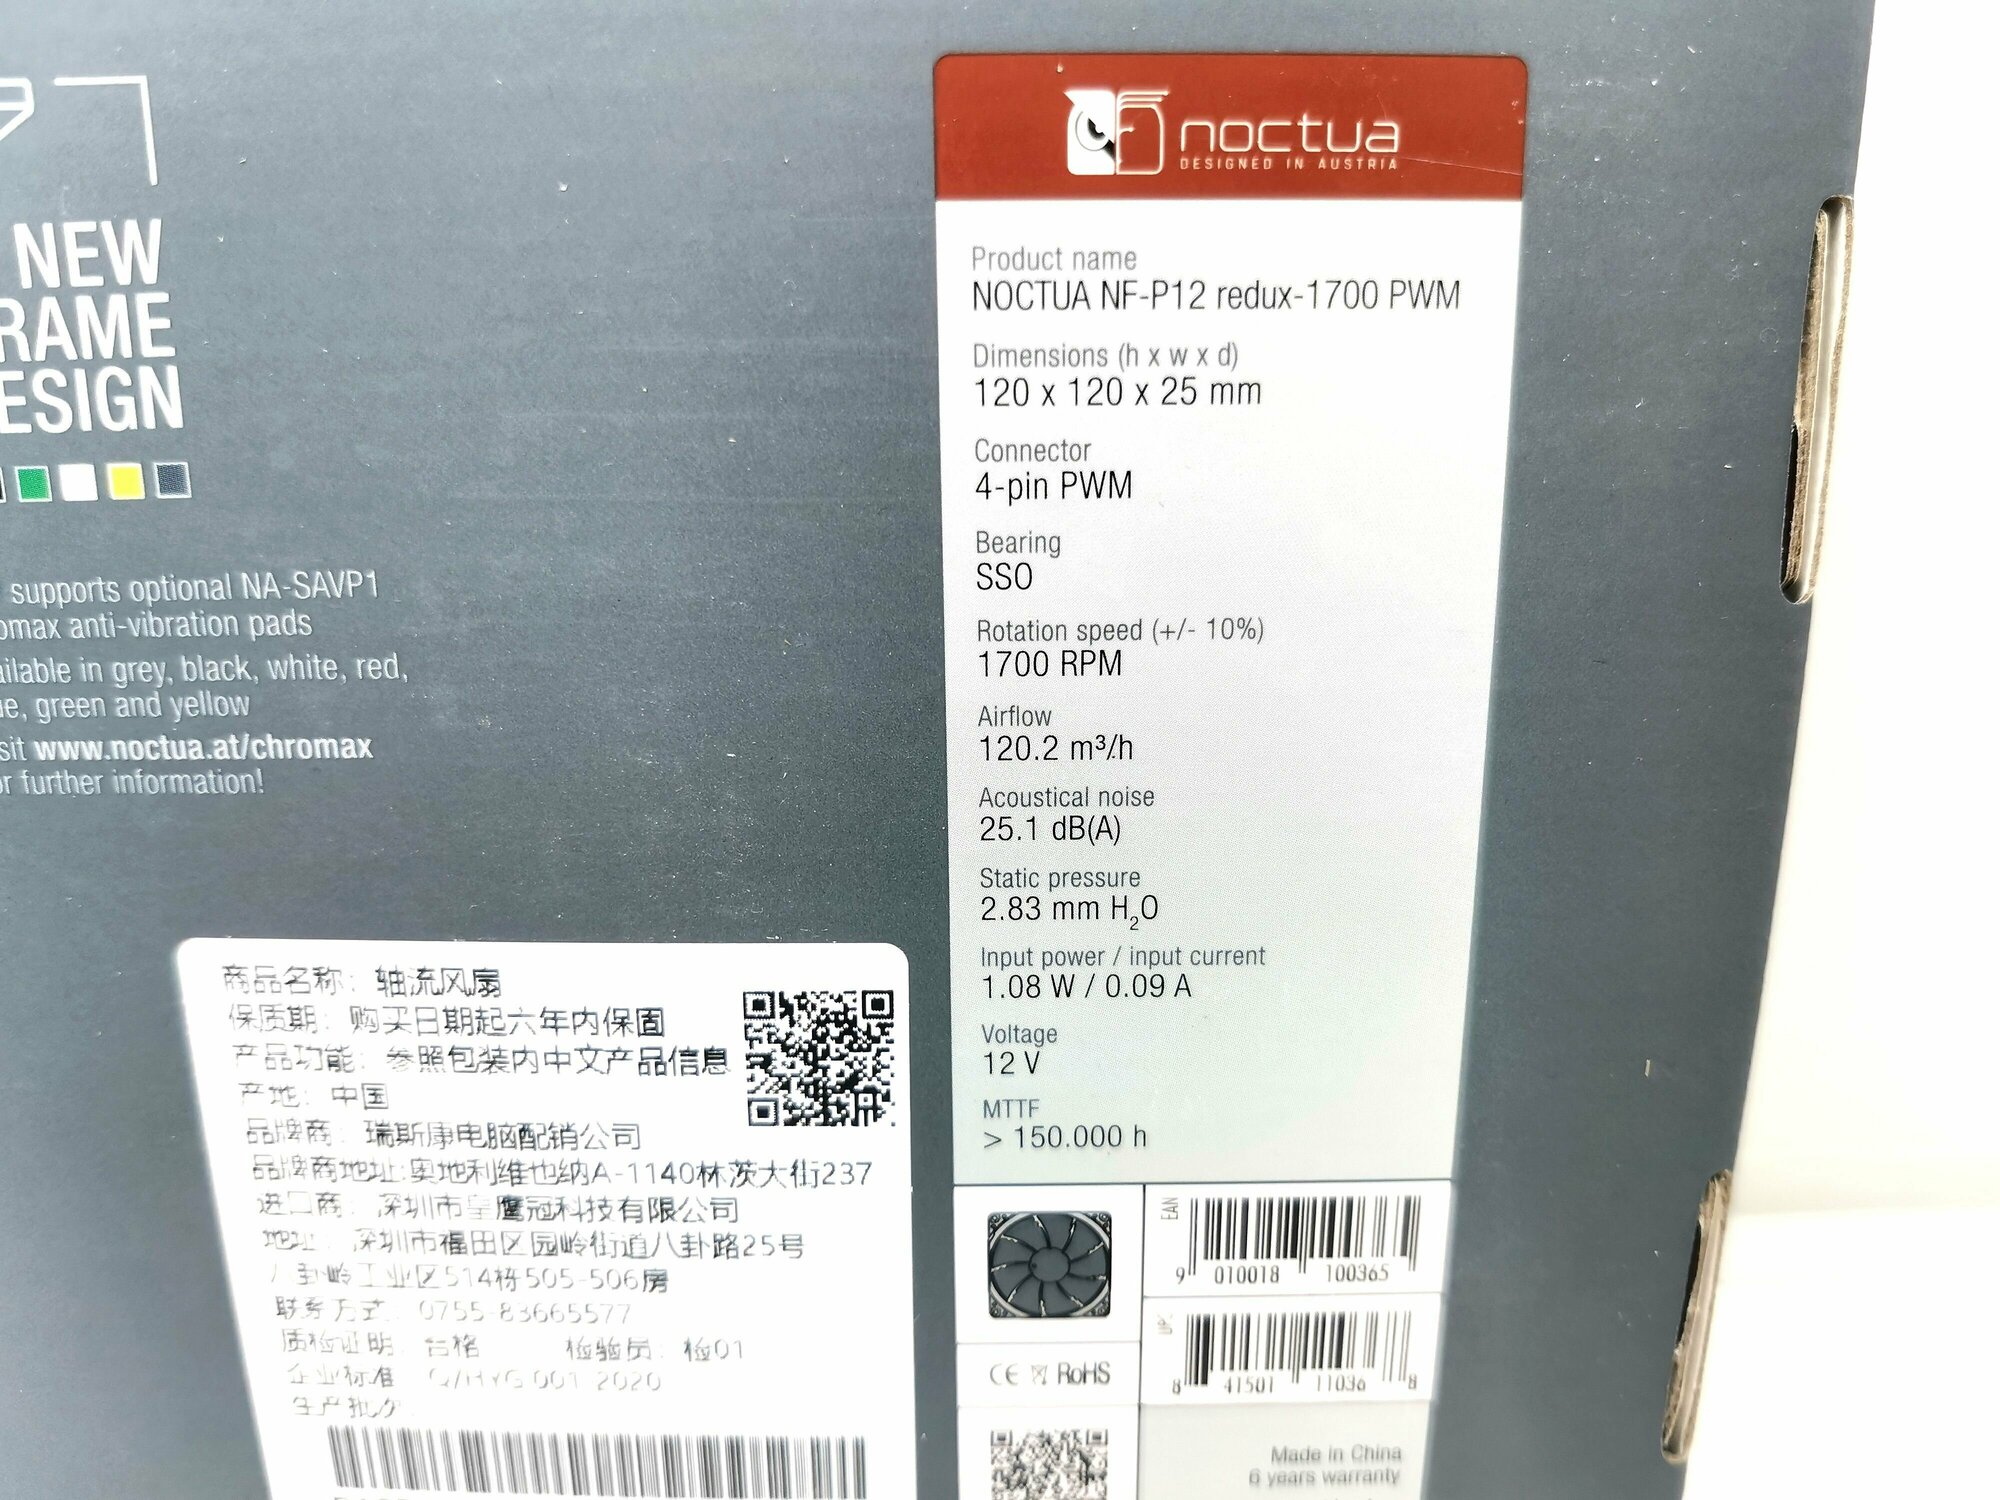 NEW
RAME
ESIGN
supports optional NA-SAVP1
omax anti-vibration pads
ailable in grey, black, white, red,
ue, green and yellow
sit www.noctua.at/chromax
or further information!
noctua
DESIGNED IN AUSTRIA
Product name
NOCTUA NF-P12 redux-1700 PWM
Dimensions (h x w x d)
120 x 120 x 25 mm
Connector
4-pin PWM
Bearing
SSO
Rotation speed (+/- 10%)
1700 RPM
Airflow
120.2 m³/h
Acoustical noise
25.1 dB(A)
Static pressure
2.83 mm H₂O
Input power / input current
1.08 W / 0.09 A
Voltage
12 V
MTTF
> 150.000 h
EAN
9 010018 100365
UPC
8 41501 11036 8
CE RoHS
Made in China
6 years warranty
商品名称：轴流风扇
保质期：购买日期起六年内保固
产品功能：参照包装内中文产品信息
产地：中国
品牌商：瑞斯康电脑配销公司
品牌商地址:奥地利维也纳A-1140林茨大街237
进口商：深圳市皇鹰冠科技有限公司
地址：深圳市福田区园岭街道八卦路25号
八卦岭工业区514栋505-506房
联系方式：0755-83665577
质检证明：合格 检验员：检01
企业标准 Q/HYG 001-2020
生产批次: